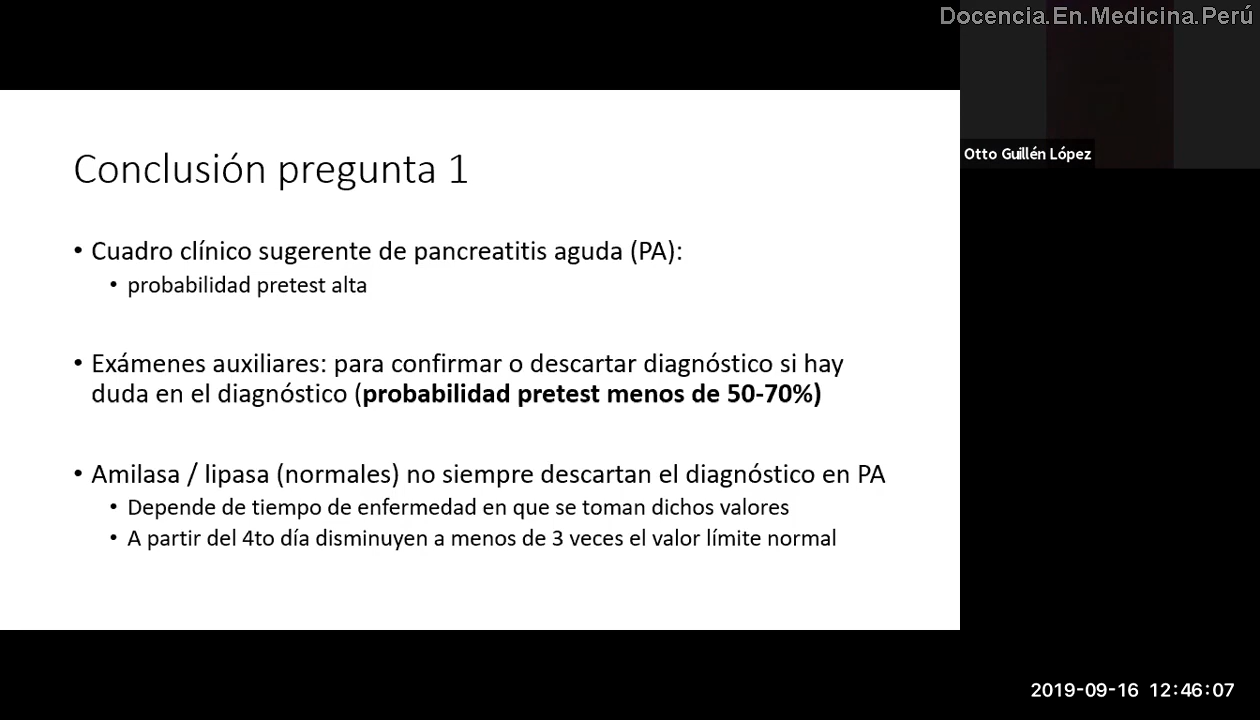 Docencia.En.Medicina.Perú
Otto Guillén López
Conclusión pregunta 1
• Cuadro clínico sugerente de pancreatitis aguda (PA):
• probabilidad pretest alta
• Exámenes auxiliares: para confirmar o descartar diagnóstico si hay
duda en el diagnóstico (probabilidad pretest menos de 50-70%)
• Amilasa / lipasa (normales) no siempre descartan el diagnóstico en PA
• Depende de tiempo de enfermedad en que se toman dichos valores
• A partir del 4to día disminuyen a menos de 3 veces el valor límite normal
2019-09-16 12:46:07